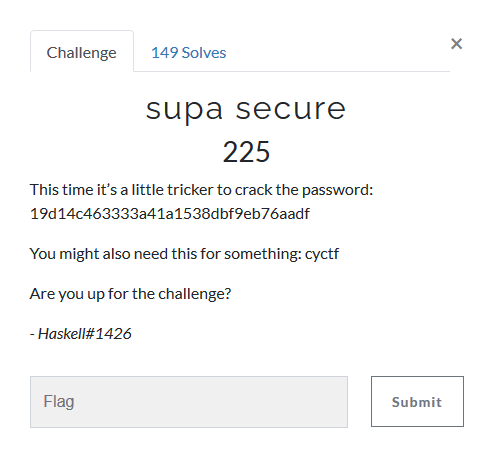 Challenge
149 Solves
×
supa secure
225
This time it’s a little tricker to crack the password:
19d14c463333a41a1538dbf9eb76aadf
You might also need this for something: cyctf
Are you up for the challenge?
- Haskell#1426
Flag
Submit